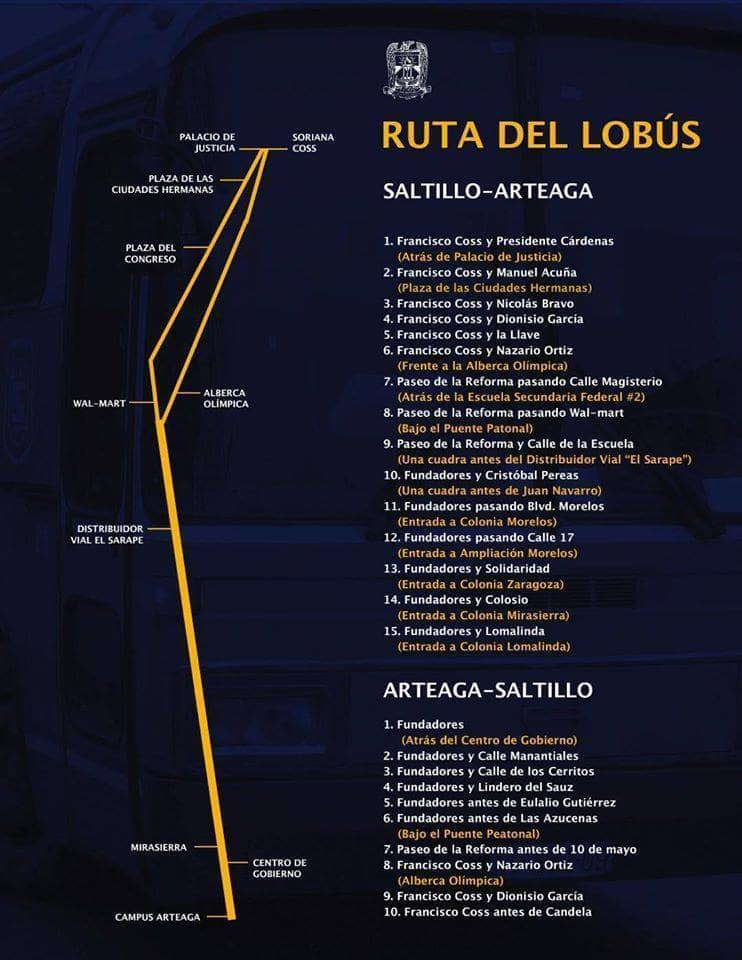 RUTA DEL LOBÚS
PALACIO DE
JUSTICIA
SORIANA
COSS
PLAZA DE LAS
CIUDADES HERMANAS
PLAZA DEL
CONGRESO
WAL-MART
ALBERCA
OLÍMPICA
DISTRIBUIDOR
VIAL EL SARAPE
MIRASIERRA
CENTRO DE
GOBIERNO
CAMPUS ARTEAGA
SALTILLO-ARTEAGA
1. Francisco Coss y Presidente Cárdenas
(Atrás de Palacio de Justicia)
2. Francisco Coss y Manuel Acuña
(Plaza de las Ciudades Hermanas)
3. Francisco Coss y Nicolás Bravo
4. Francisco Coss y Dionisio García
5. Francisco Coss y la Llave
6. Francisco Coss y Nazario Ortiz
(Frente a la Alberca Olímpica)
7. Paseo de la Reforma pasando Calle Magisterio
(Atrás de la Escuela Secundaria Federal #2)
8. Paseo de la Reforma pasando Wal-mart
(Bajo el Puente Patonal)
9. Paseo de la Reforma y Calle de la Escuela
(Una cuadra antes del Distribuidor Vial “El Sarape”)
10. Fundadores y Cristóbal Pereas
(Una cuadra antes de Juan Navarro)
11. Fundadores pasando Blvd. Morelos
(Entrada a Colonia Morelos)
12. Fundadores pasando Calle 17
(Entrada a Ampliación Morelos)
13. Fundadores y Solidaridad
(Entrada a Colonia Zaragoza)
14. Fundadores y Colosio
(Entrada a Colonia Mirasierra)
15. Fundadores y Lomalinda
(Entrada a Colonia Lomalinda)
ARTEAGA-SALTILLO
1. Fundadores
(Atrás del Centro de Gobierno)
2. Fundadores y Calle Manantiales
3. Fundadores y Calle de los Cerritos
4. Fundadores y Lindero del Sauz
5. Fundadores antes de Eulalio Gutiérrez
6. Fundadores antes de Las Azucenas
(Bajo el Puente Peatonal)
7. Paseo de la Reforma antes de 10 de mayo
8. Francisco Coss y Nazario Ortiz
(Alberca Olímpica)
9. Francisco Coss y Dionisio García
10. Francisco Coss antes de Candela